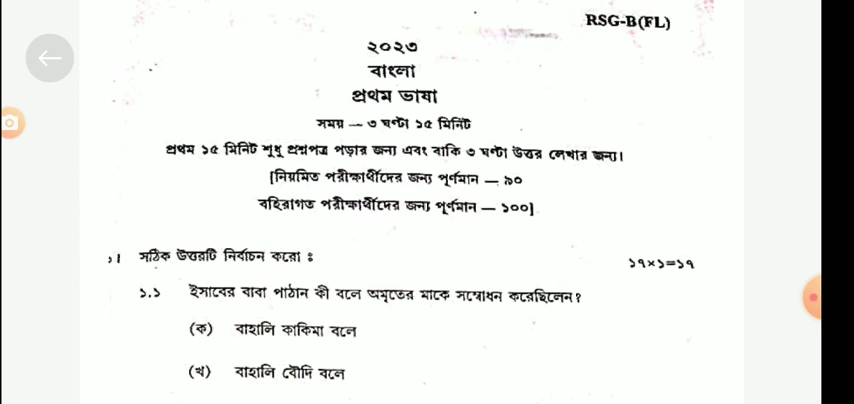 RSG-B(FL)
২০২৩
বাংলা
প্রথম ভাষা
সময় — ৩ ঘণ্টা ১৫ মিনিট
প্রথম ১৫ মিনিট শুধু প্রশ্নপত্র পড়ার জন্য এবং বাকি ৩ ঘণ্টা উত্তর লেখার জন্য।
[নিয়মিত পরীক্ষার্থীদের জন্য পূর্ণমান — ৯০
বহিরাগত পরীক্ষার্থীদের জন্য পূর্ণমান — ১০০]
১। সঠিক উত্তরটি নির্বাচন করো ঃ ১৭×১=১৭
১.১ ইসাবের বাবা পাঠান কী বলে অমৃতের মাকে সম্বোধন করেছিলেন?
(ক) বাহালি কাকিমা বলে
(খ) বাহালি বৌদি বলে